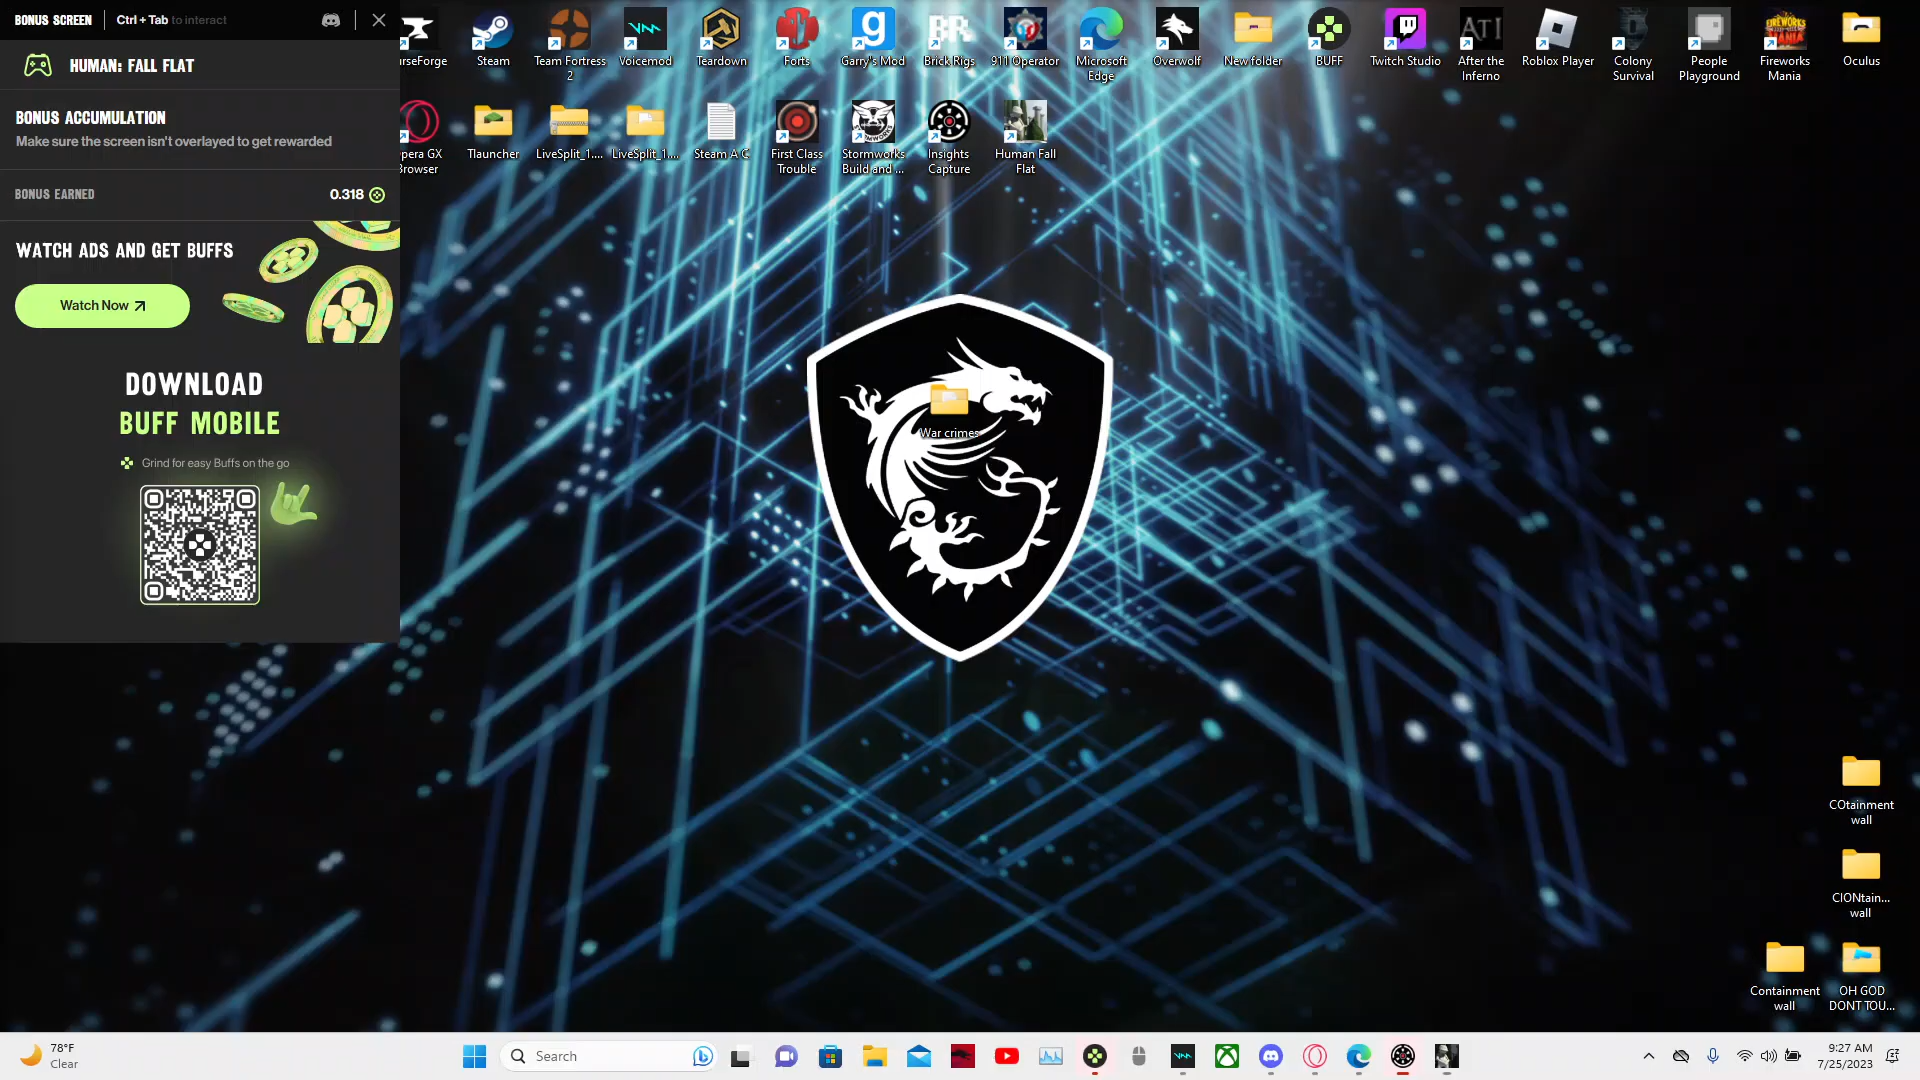 BONUS SCREEN
Ctrl + Tab to interact
HUMAN: FALL FLAT
BONUS ACCUMULATION
Make sure the screen isn't overlayed to get rewarded
BONUS EARNED
0.318
WATCH ADS AND GET BUFFS
Watch Now
DOWNLOAD
BUFF MOBILE
Grind for easy Buffs on the go
urseForge
Steam
Team Fortress
2
Voicemod
Teardown
Forts
Garry's Mod
Brick Rigs
911 Operator
Microsoft
Edge
Overwolf
New folder
BUFF
Twitch Studio
After the
Inferno
Roblox Player
Colony
Survival
People
Playground
Fireworks
Mania
Oculus
pera GX
Browser
Tlauncher
LiveSplit_1....
LiveSplit_1....
Steam A C
First Class
Trouble
Stormworks
Build and ...
Insights
Capture
Human Fall
Flat
War crimes
COtainment
wall
CIONtain...
wall
Containment
wall
OH GOD
DONT TOU...
78°F
Clear
Search
9:27 AM
7/25/2023